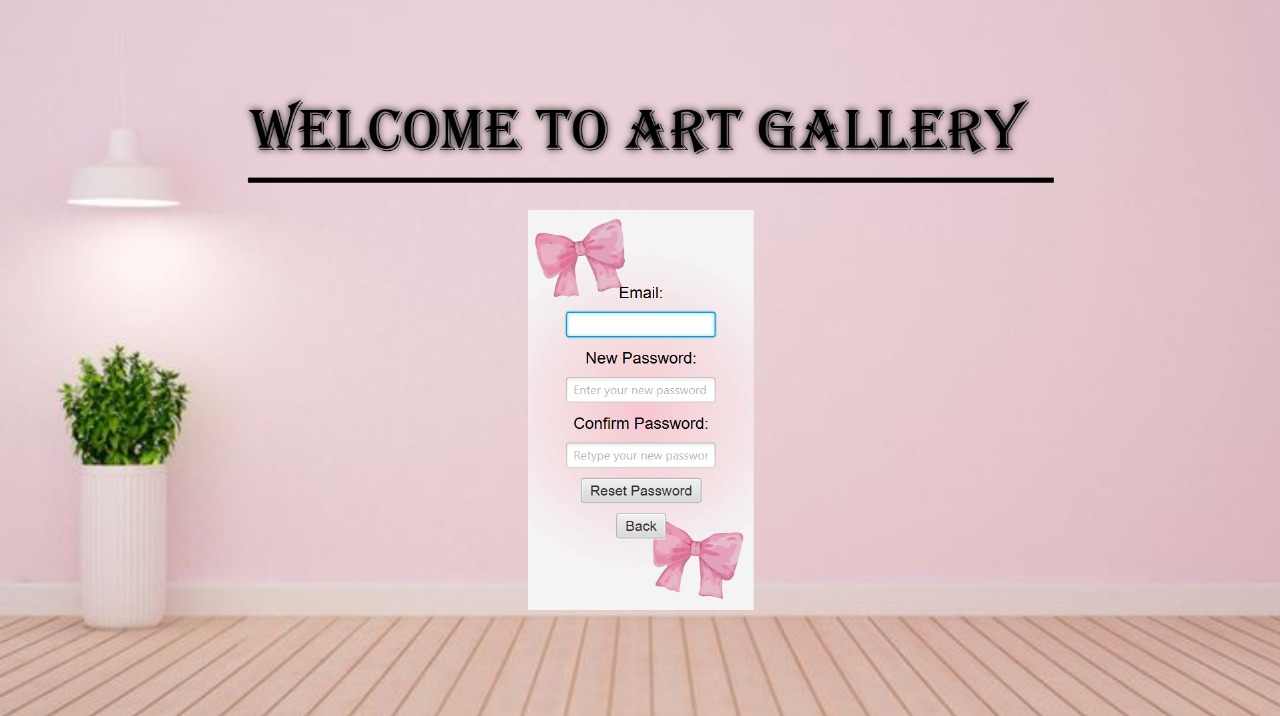 WELCOME TO ART GALLERY
Email:
New Password:
Enter your new password
Confirm Password:
Retype your new passwor
Reset Password
Back